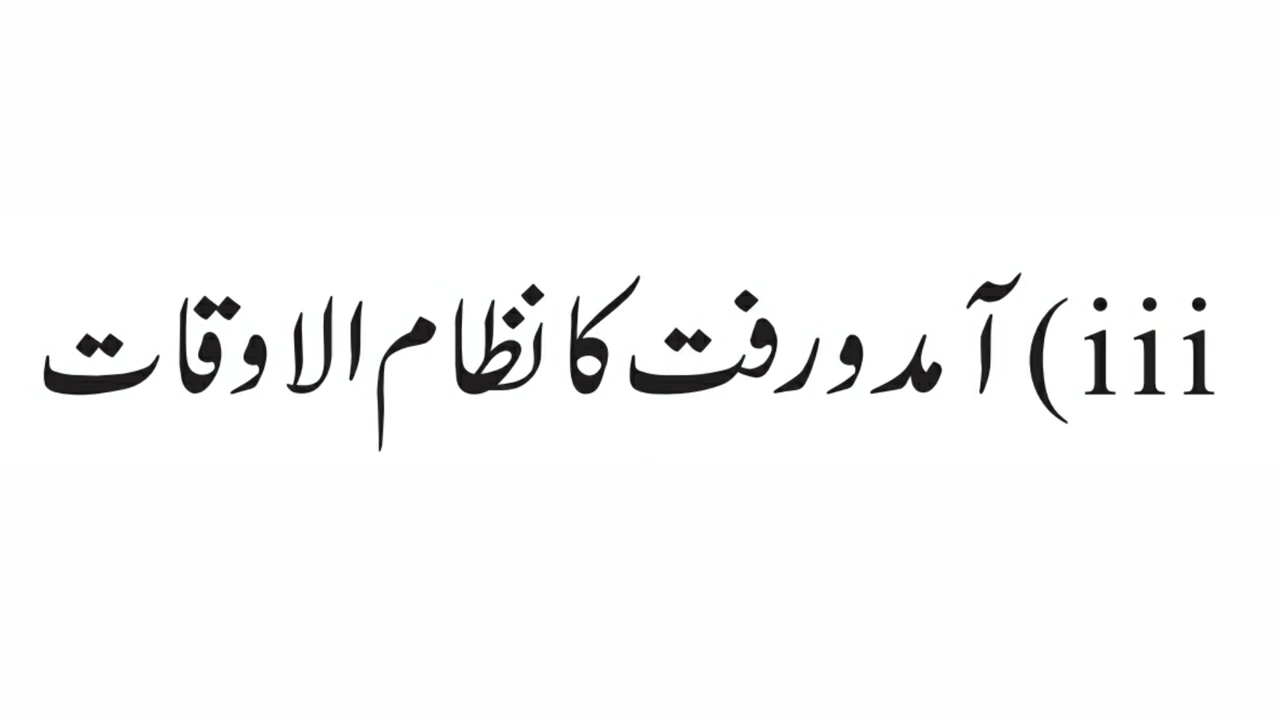 iii) آمد و رفت کا نظام الاوقات